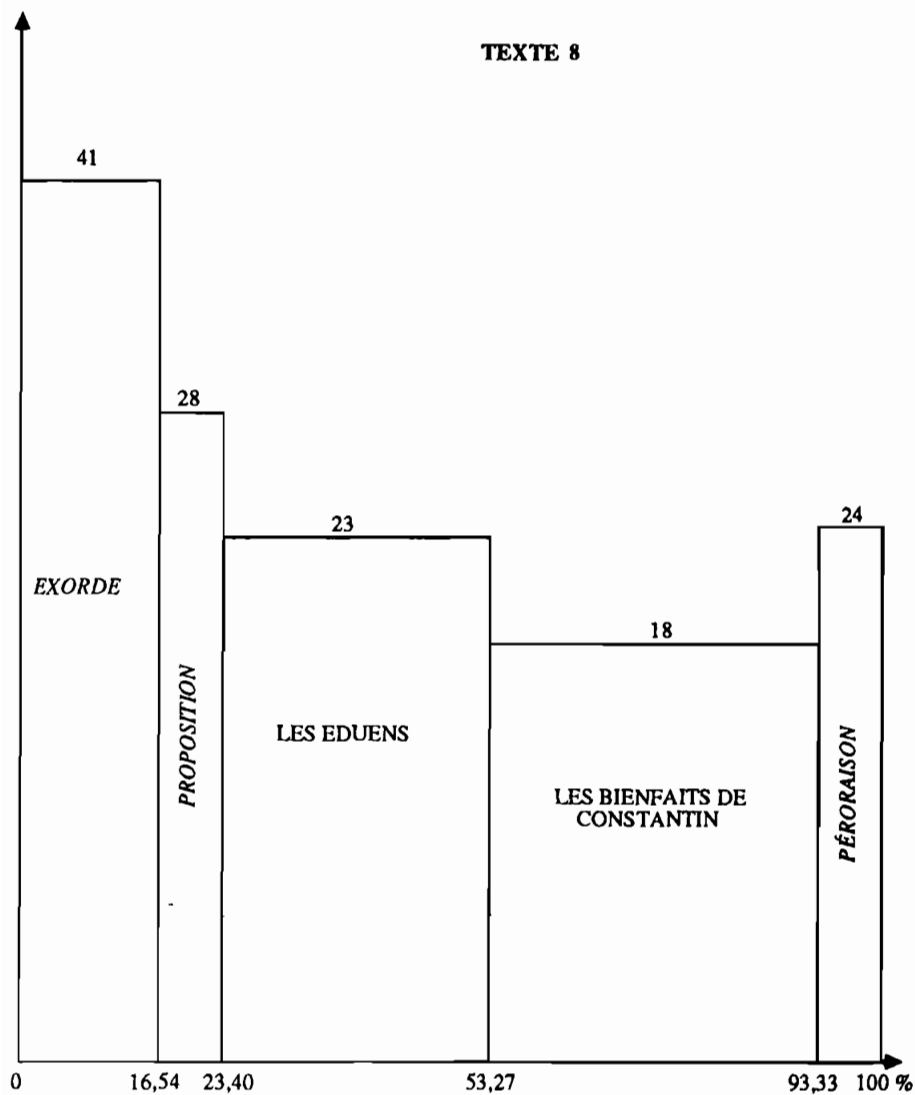 TEXTE 8
41
28
23
24
18
EXORDE
PROPOSITION
LES EDUENS
LES BIENFAITS DE
CONSTANTIN
PÉRORAISON
0 16,54 23,40 53,27 93,33 100 %